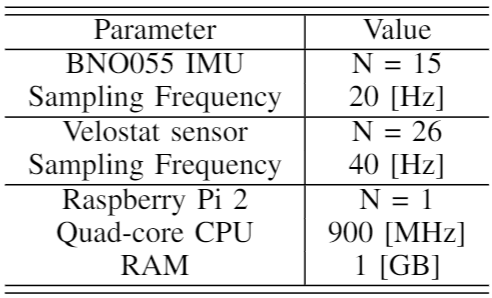 Parameter Value
BNO055 IMU N = 15
Sampling Frequency 20 [Hz]
Velostat sensor N = 26
Sampling Frequency 40 [Hz]
Raspberry Pi 2 N = 1
Quad-core CPU 900 [MHz]
RAM 1 [GB]